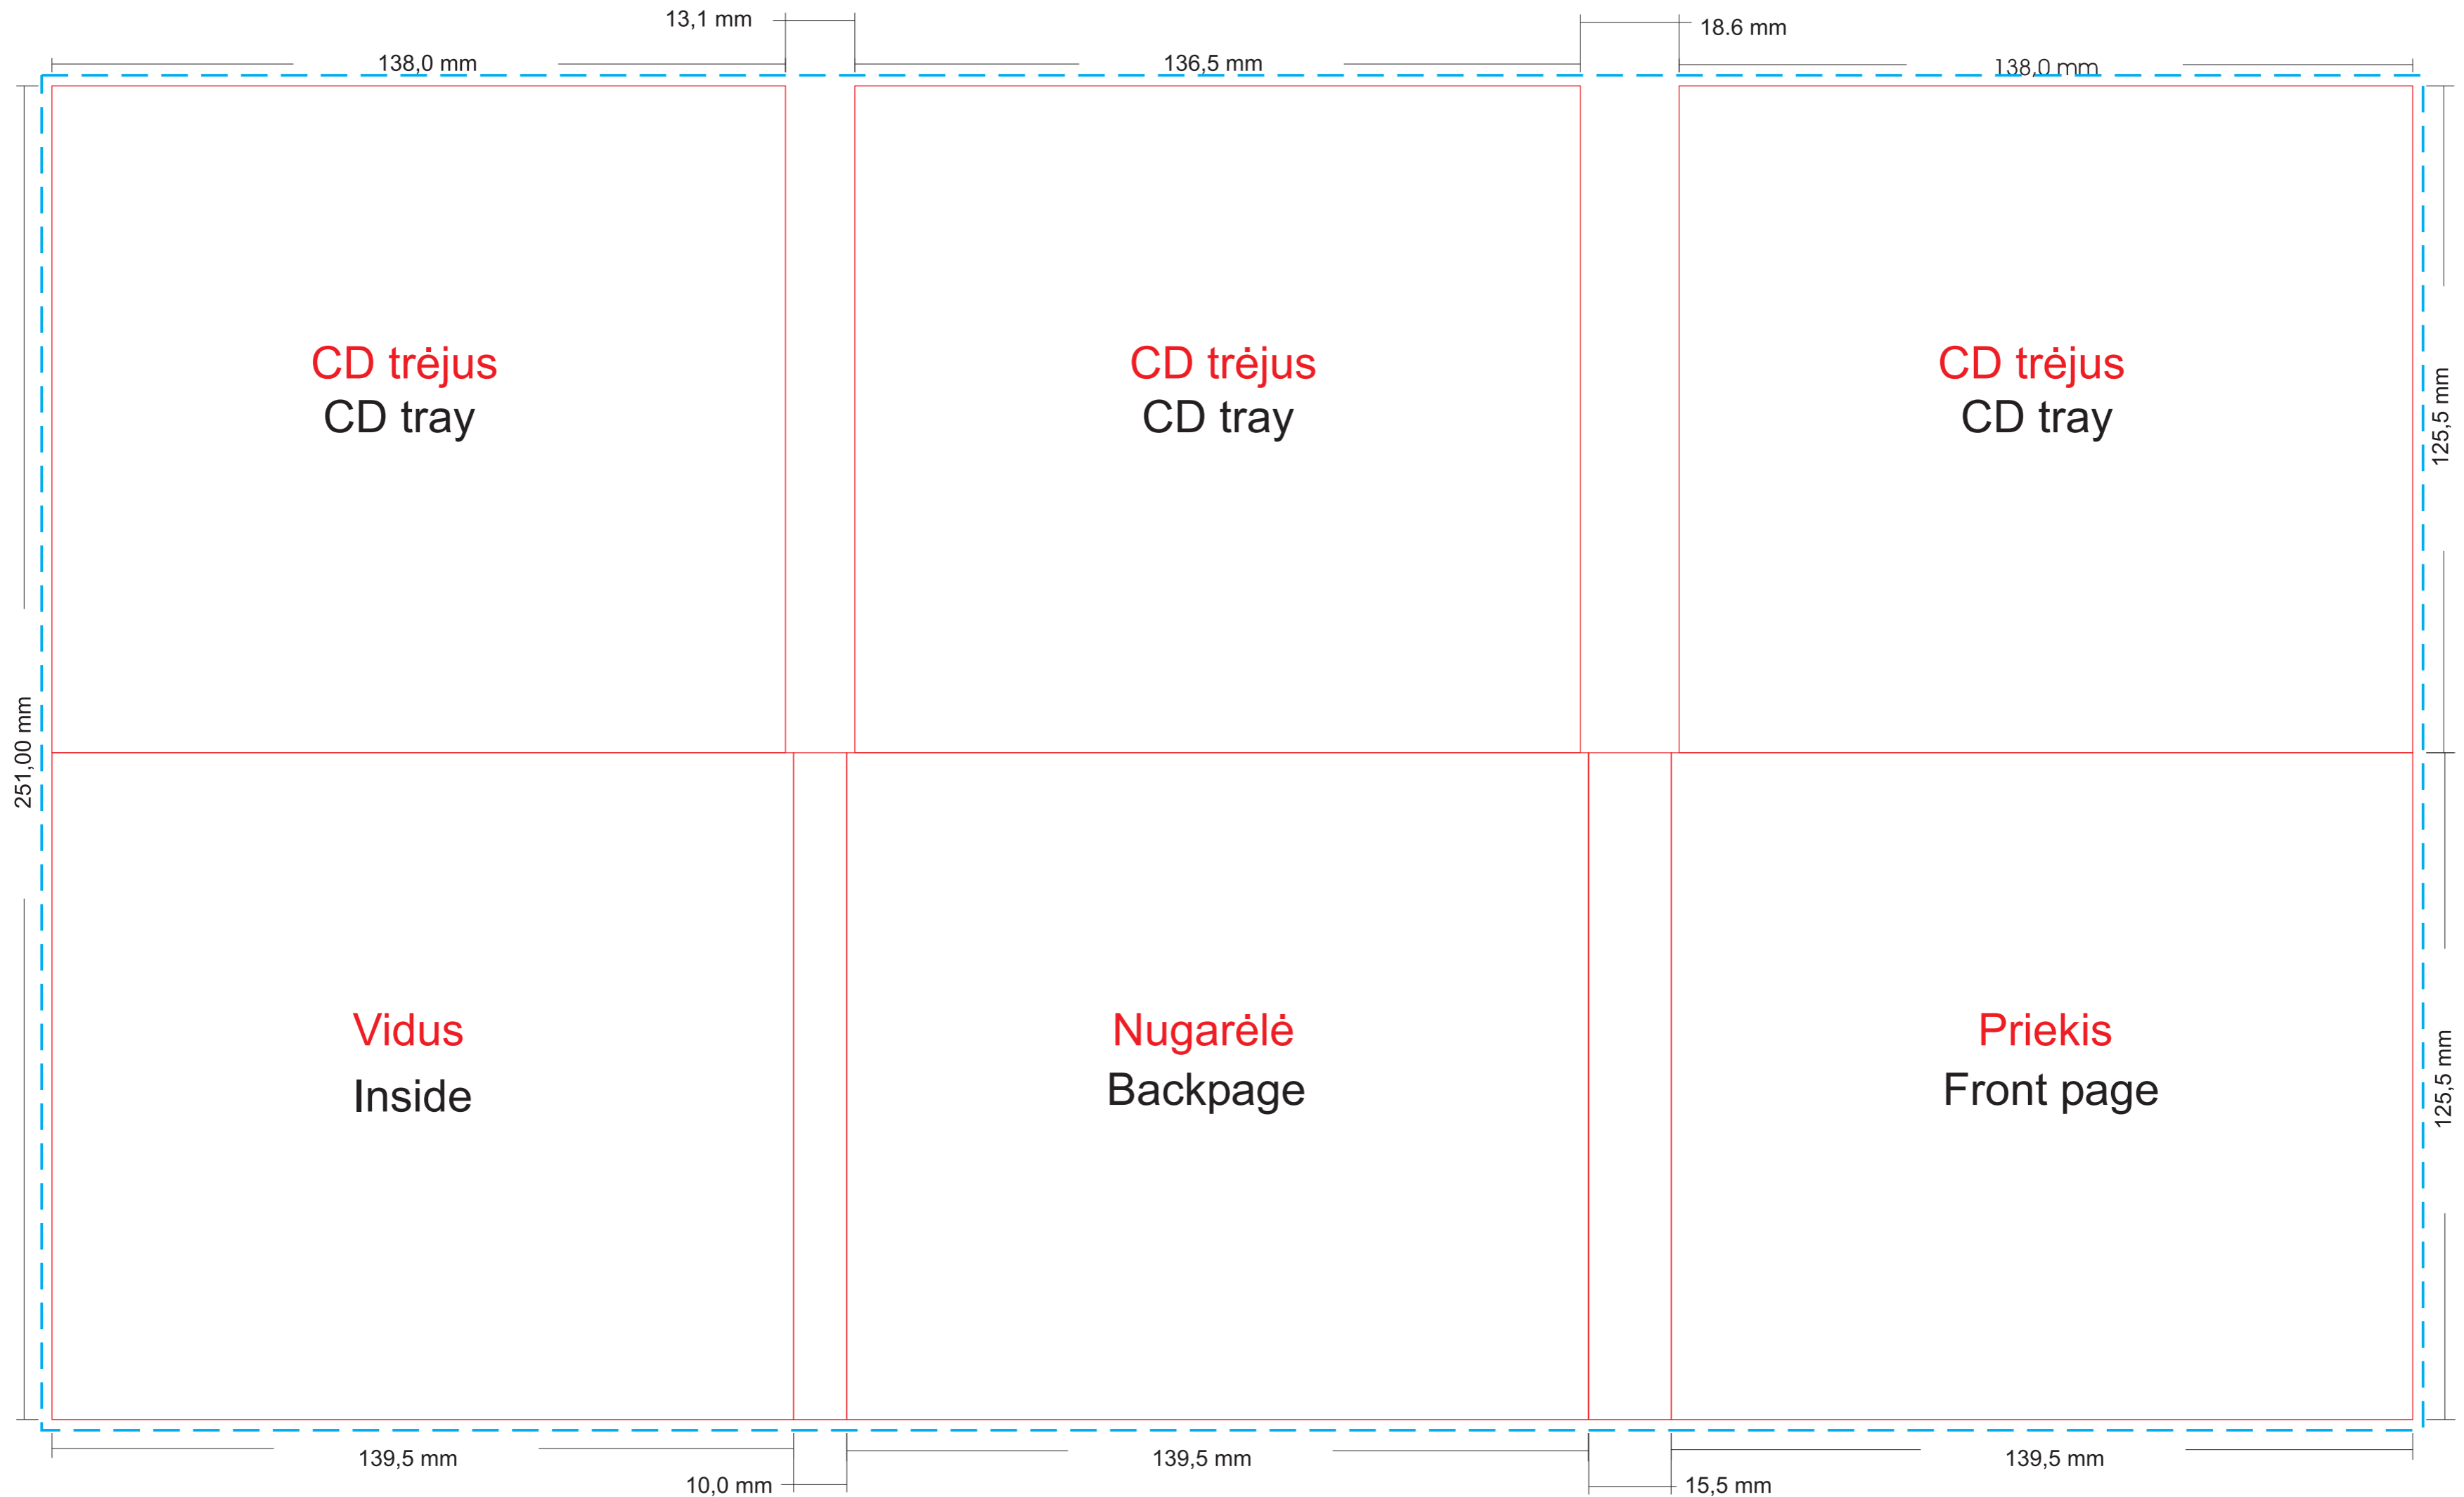 13,1 mm
18.6 mm
138,0 mm
136,5 mm
138,0 mm
CD trėjus
CD tray
CD trėjus
CD tray
CD trėjus
CD tray
125,5 mm
251,00 mm
Vidus
Inside
Nugarėlė
Backpage
Priekis
Front page
125,5 mm
139,5 mm
139,5 mm
139,5 mm
10,0 mm
15,5 mm